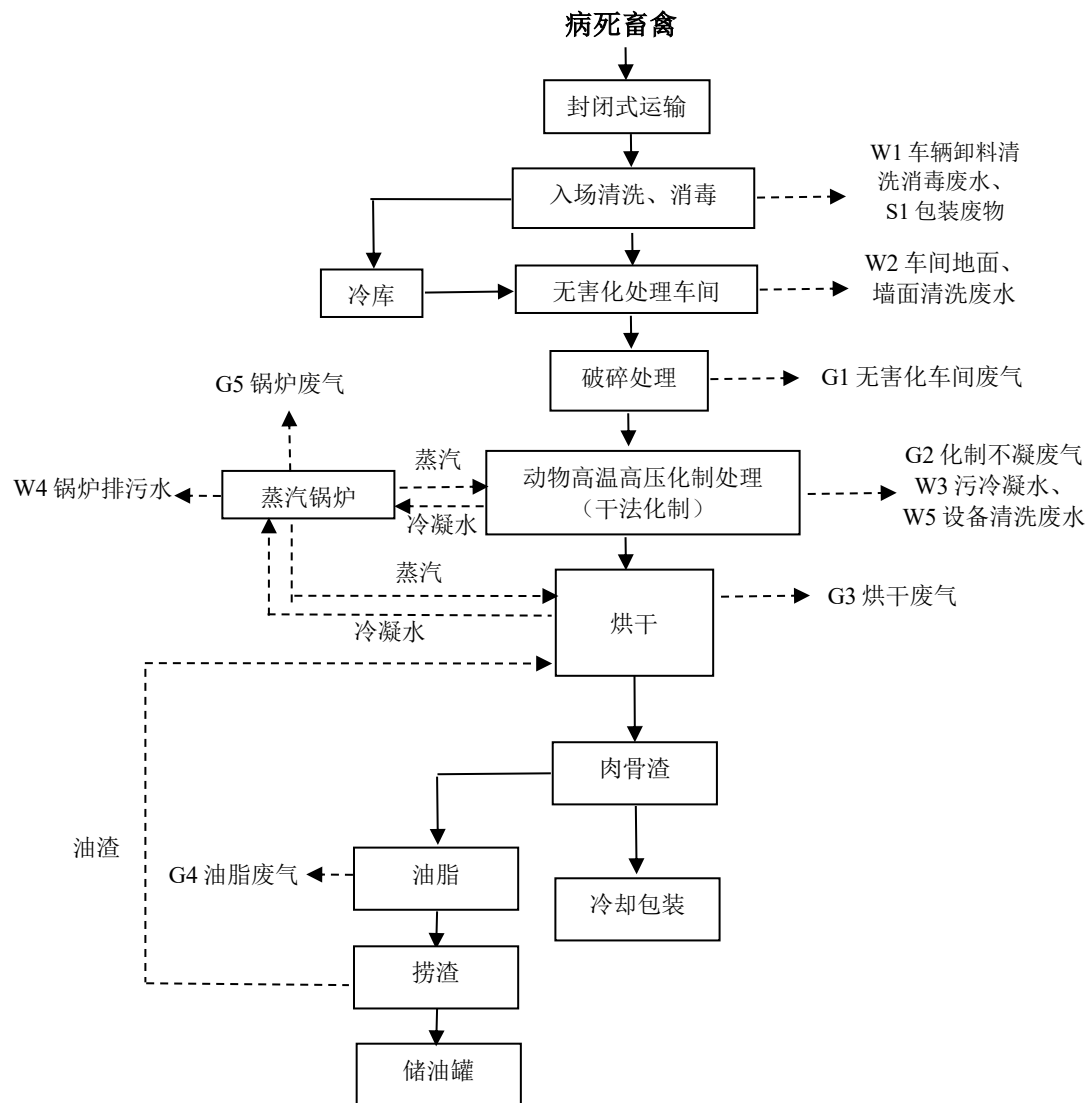 病死畜禽
封闭式运输
入场清洗、消毒
W1 车辆卸料清
洗消毒废水、
S1 包装废物
冷库
无害化处理车间
W2 车间地面、
墙面清洗废水
破碎处理
G1 无害化车间废气
G5 锅炉废气
W4 锅炉排污水
蒸汽锅炉
蒸汽
冷凝水
动物高温高压化制处理
（干法化制）
G2 化制不凝废气
W3 污冷凝水、
W5 设备清洗废水
蒸汽
冷凝水
烘干
G3 烘干废气
肉骨渣
油渣
G4 油脂废气
油脂
冷却包装
捞渣
储油罐